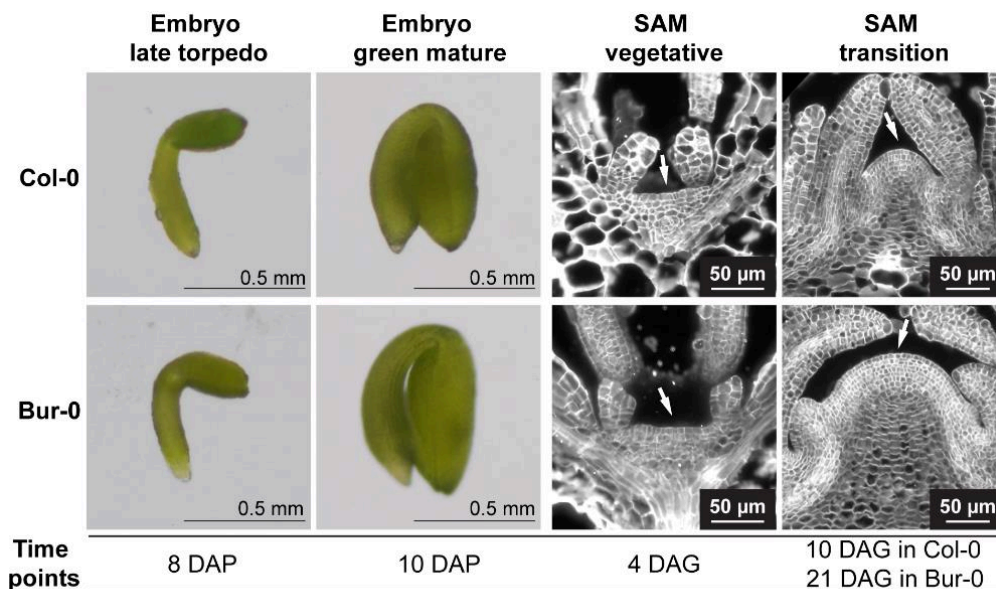 Embryo
late torpedo
Embryo
green mature
SAM
vegetative
SAM
transition
Col-0
0.5 mm
0.5 mm
50 μm
50 μm
Bur-0
0.5 mm
0.5 mm
50 μm
50 μm
Time
points
8 DAP
10 DAP
4 DAG
10 DAG in Col-0
21 DAG in Bur-0